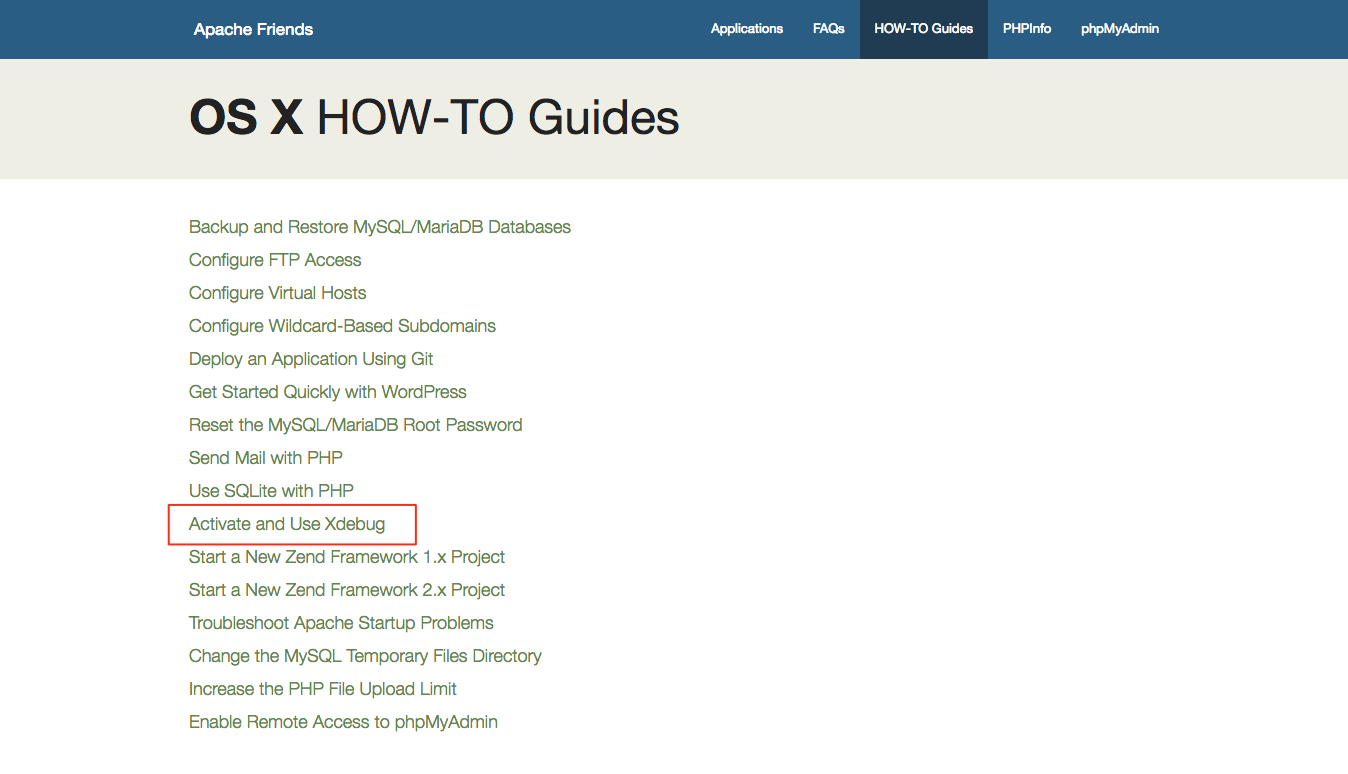 Apache Friends
Applications
FAQs
HOW-TO Guides
PHPInfo
phpMyAdmin
OS X HOW-TO Guides
Backup and Restore MySQL/MariaDB Databases
Configure FTP Access
Configure Virtual Hosts
Configure Wildcard-Based Subdomains
Deploy an Application Using Git
Get Started Quickly with WordPress
Reset the MySQL/MariaDB Root Password
Send Mail with PHP
Use SQLite with PHP
Activate and Use Xdebug
Start a New Zend Framework 1.x Project
Start a New Zend Framework 2.x Project
Troubleshoot Apache Startup Problems
Change the MySQL Temporary Files Directory
Increase the PHP File Upload Limit
Enable Remote Access to phpMyAdmin